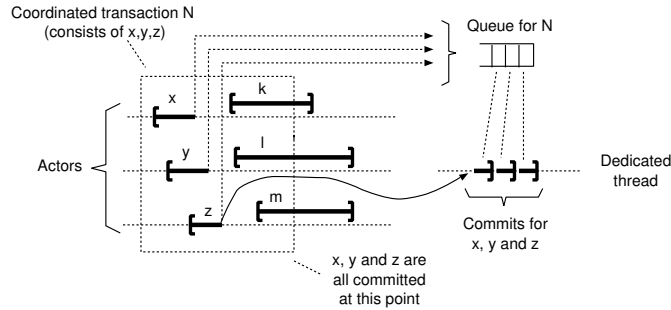 Coordinated transaction N
(consists of x,y,z)
Queue for N
x
k
y
l
Actors
z
m
Dedicated
thread
Commits for
x, y and z
x, y and z are
all committed
at this point